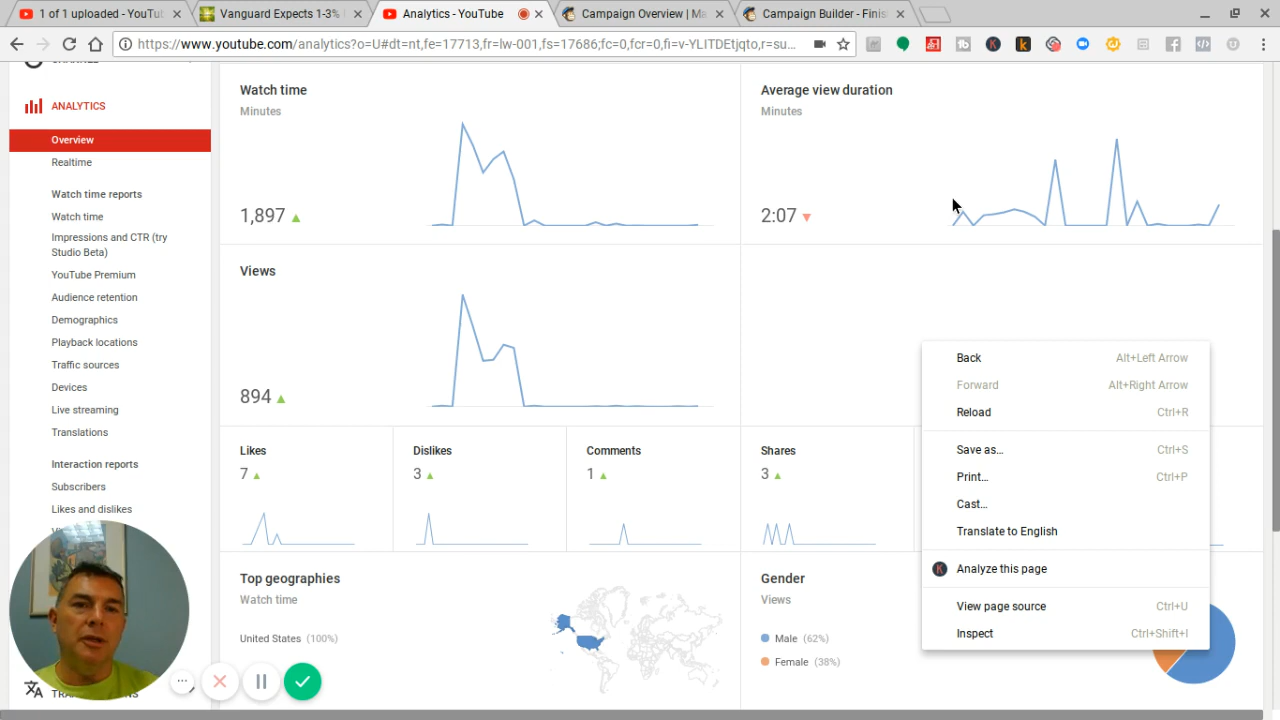 1 of 1 uploaded - YouTu
Vanguard Expects 1-3%
Analytics - YouTube
Campaign Overview | Ma
Campaign Builder - Finis
https://www.youtube.com/analytics?o=U#dt=nt,fe=17713,fr=lw-001,fs=17686;fc=0,fcr=0,fi=v-YLITDEtjqto,r=su...
CHANNEL
ANALYTICS
Overview
Realtime
Watch time reports
Watch time
Impressions and CTR (try
Studio Beta)
YouTube Premium
Audience retention
Demographics
Playback locations
Traffic sources
Devices
Live streaming
Translations
Interaction reports
Subscribers
Likes and dislikes
Watch time
Minutes
1,897
Average view duration
Minutes
2:07
Views
894
Likes
7
Dislikes
3
Comments
1
Shares
3
Top geographies
Watch time
United States (100%)
Gender
Views
Male (62%)
Female (38%)
Back Alt+Left Arrow
Forward Alt+Right Arrow
Reload Ctrl+R
Save as... Ctrl+S
Print... Ctrl+P
Cast...
Translate to English
K Analyze this page
View page source Ctrl+U
Inspect Ctrl+Shift+I